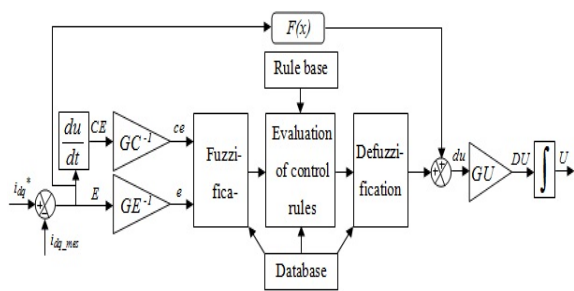 F(x)
Rule base
du
dt
CE
GC⁻¹
ce
Fuzzi-
fica-
Evaluation
of control
rules
Defuzzi-
fication
du
GU
DU
∫
U
i_dq*
+
-
E
GE⁻¹
e
+
+
i_dq_mes
Database